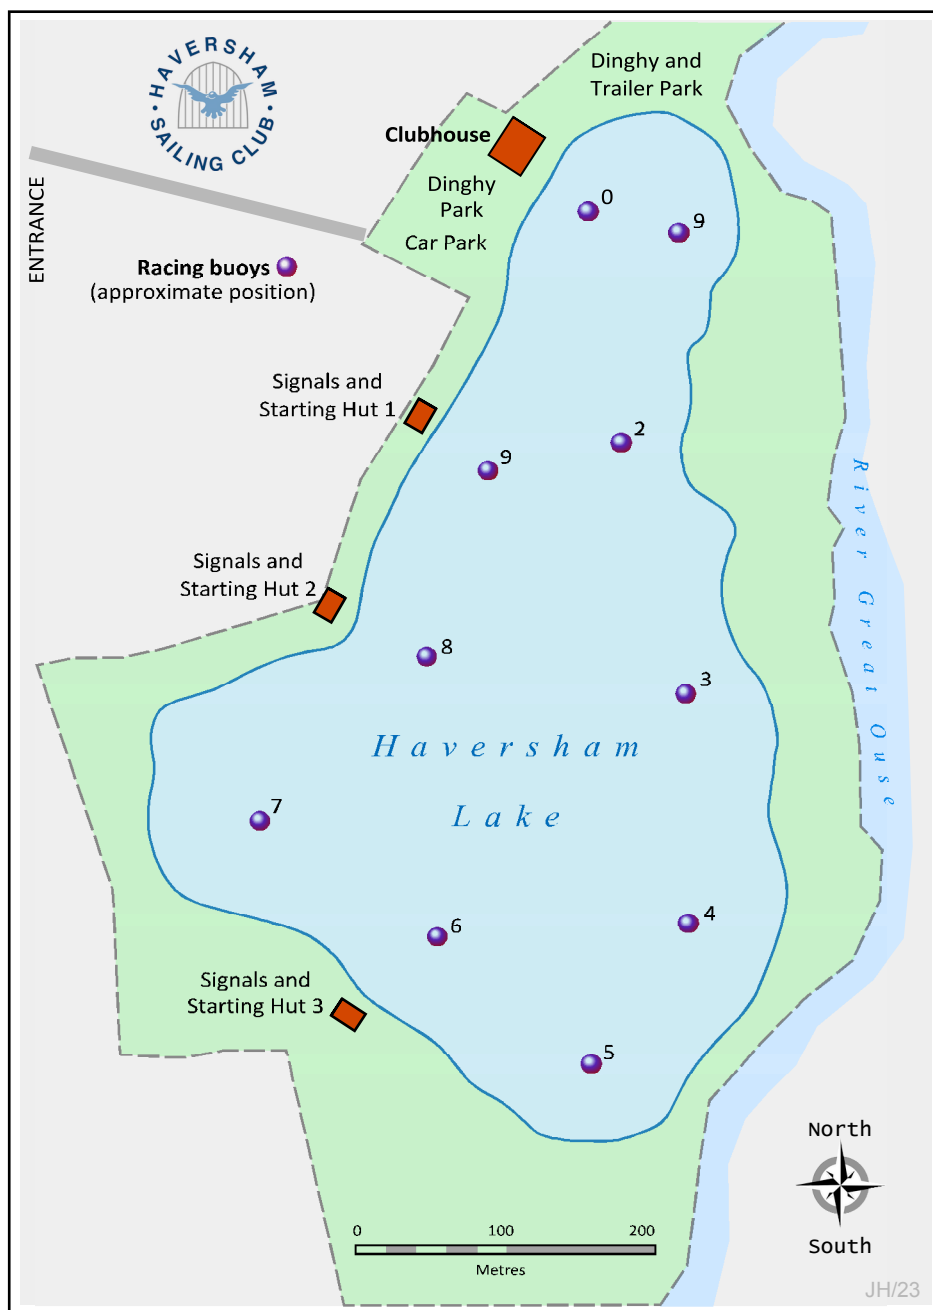 HAVERSHAM
SAILING CLUB
Dinghy and
Trailer Park
Clubhouse
Dinghy
Park
Car Park
ENTRANCE
Racing buoys
(approximate position)
0
9
Signals and
Starting Hut 1
2
9
Signals and
Starting Hut 2
River Great Ouse
8
3
Haversham
Lake
7
4
6
Signals and
Starting Hut 3
5
North
South
0 100 200
Metres
JH/23